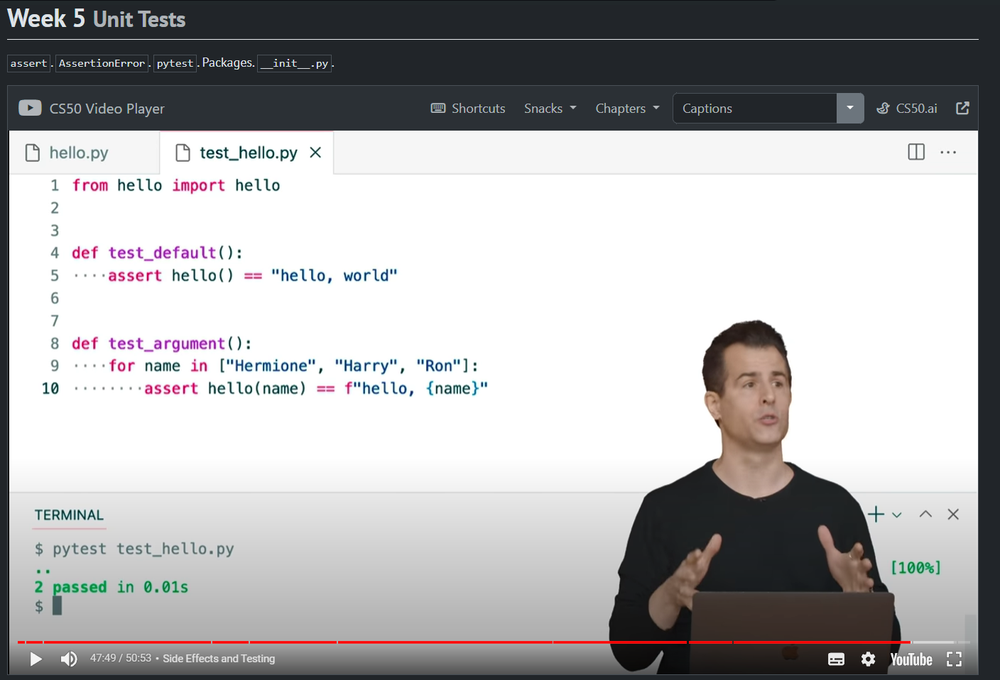 Week 5 Unit Tests
assert. AssertionError. pytest. Packages. __init__.py.
CS50 Video Player
Shortcuts
Snacks
Chapters
Captions
CS50.ai
hello.py
test_hello.py
1 from hello import hello
2
3
4 def test_default():
5 ····assert hello() == "hello, world"
6
7
8 def test_argument():
9 ····for name in ["Hermione", "Harry", "Ron"]:
10 ········assert hello(name) == f"hello, {name}"
TERMINAL
$ pytest test_hello.py
.. [100%]
2 passed in 0.01s
$
47:49 / 50:53 • Side Effects and Testing
YouTube